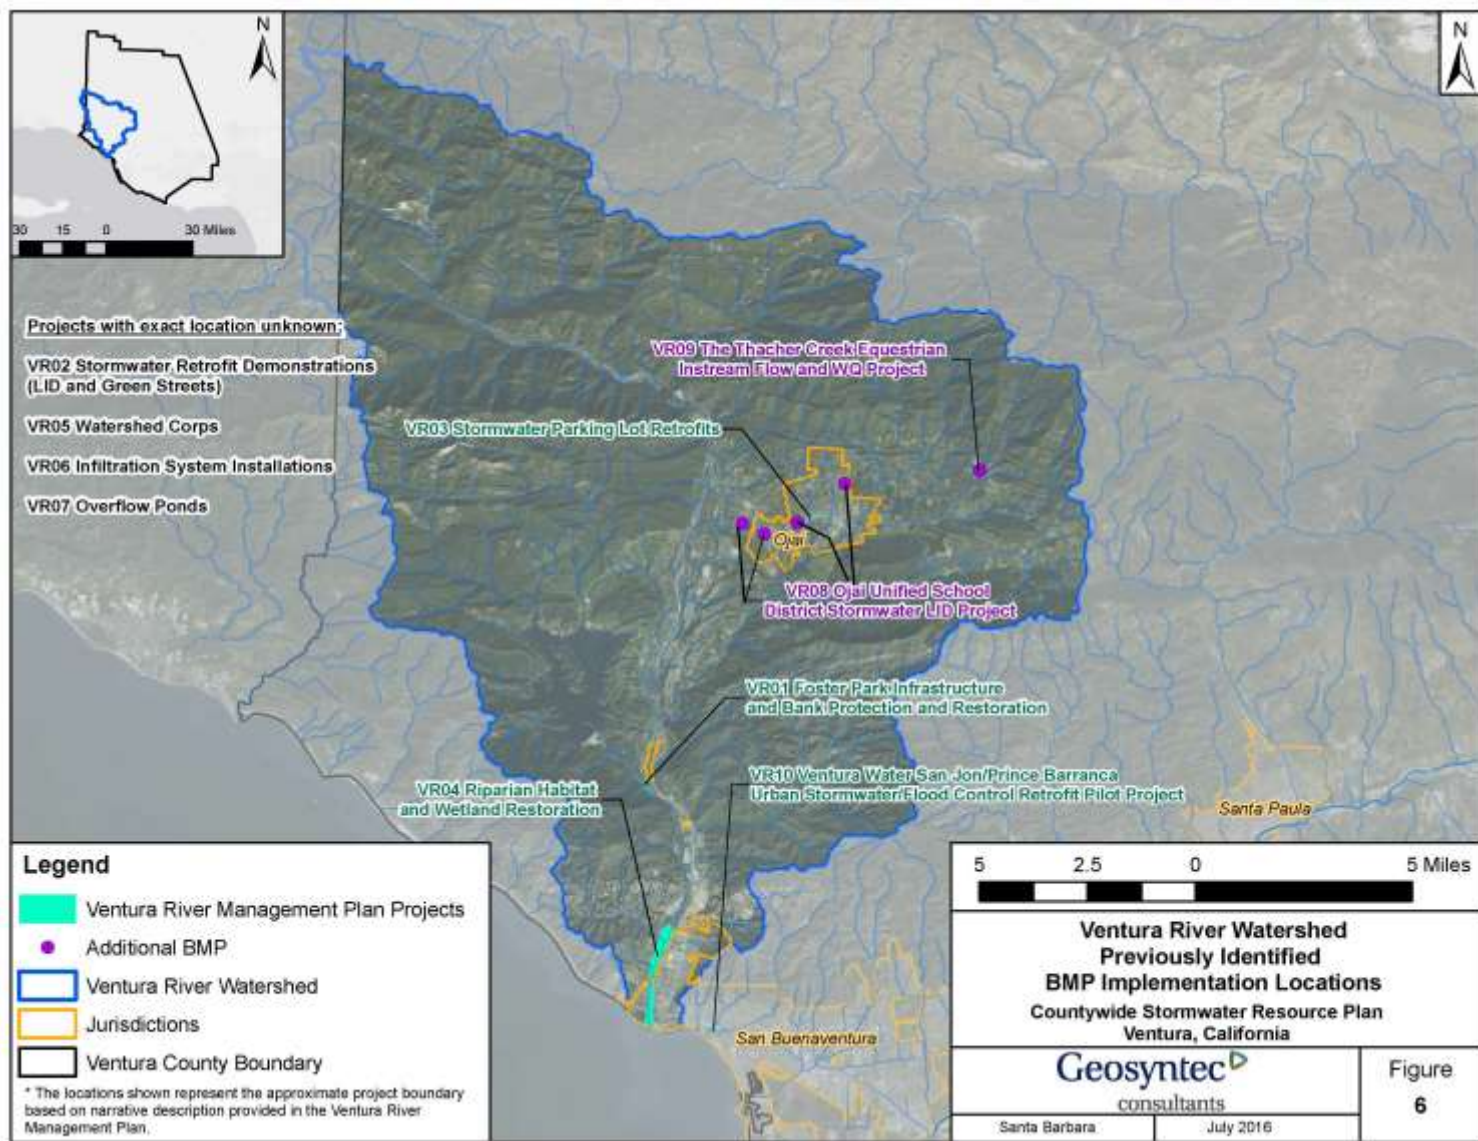 N
30 15 0 30 Miles
N
Projects with exact location unknown:
VR02 Stormwater Retrofit Demonstrations
(LID and Green Streets)
VR05 Watershed Corps
VR06 Infiltration System Installations
VR07 Overflow Ponds
VR09 The Thacher Creek Equestrian
Instream Flow and WQ Project
VR03 Stormwater Parking Lot Retrofits
Ojai
VR08 Ojai Unified School
District Stormwater LID Project
VR01 Foster Park Infrastructure
and Bank Protection and Restoration
VR04 Riparian Habitat
and Wetland Restoration
VR10 Ventura Water San Jon/Prince Barranca
Urban Stormwater/Flood Control Retrofit Pilot Project
Santa Paula
San Buenaventura
Legend
Ventura River Management Plan Projects
Additional BMP
Ventura River Watershed
Jurisdictions
Ventura County Boundary
* The locations shown represent the approximate project boundary
based on narrative description provided in the Ventura River
Management Plan.
5 2.5 0 5 Miles
Ventura River Watershed
Previously Identified
BMP Implementation Locations
Countywide Stormwater Resource Plan
Ventura, California
Geosyntec
consultants
Santa Barbara July 2016
Figure
6